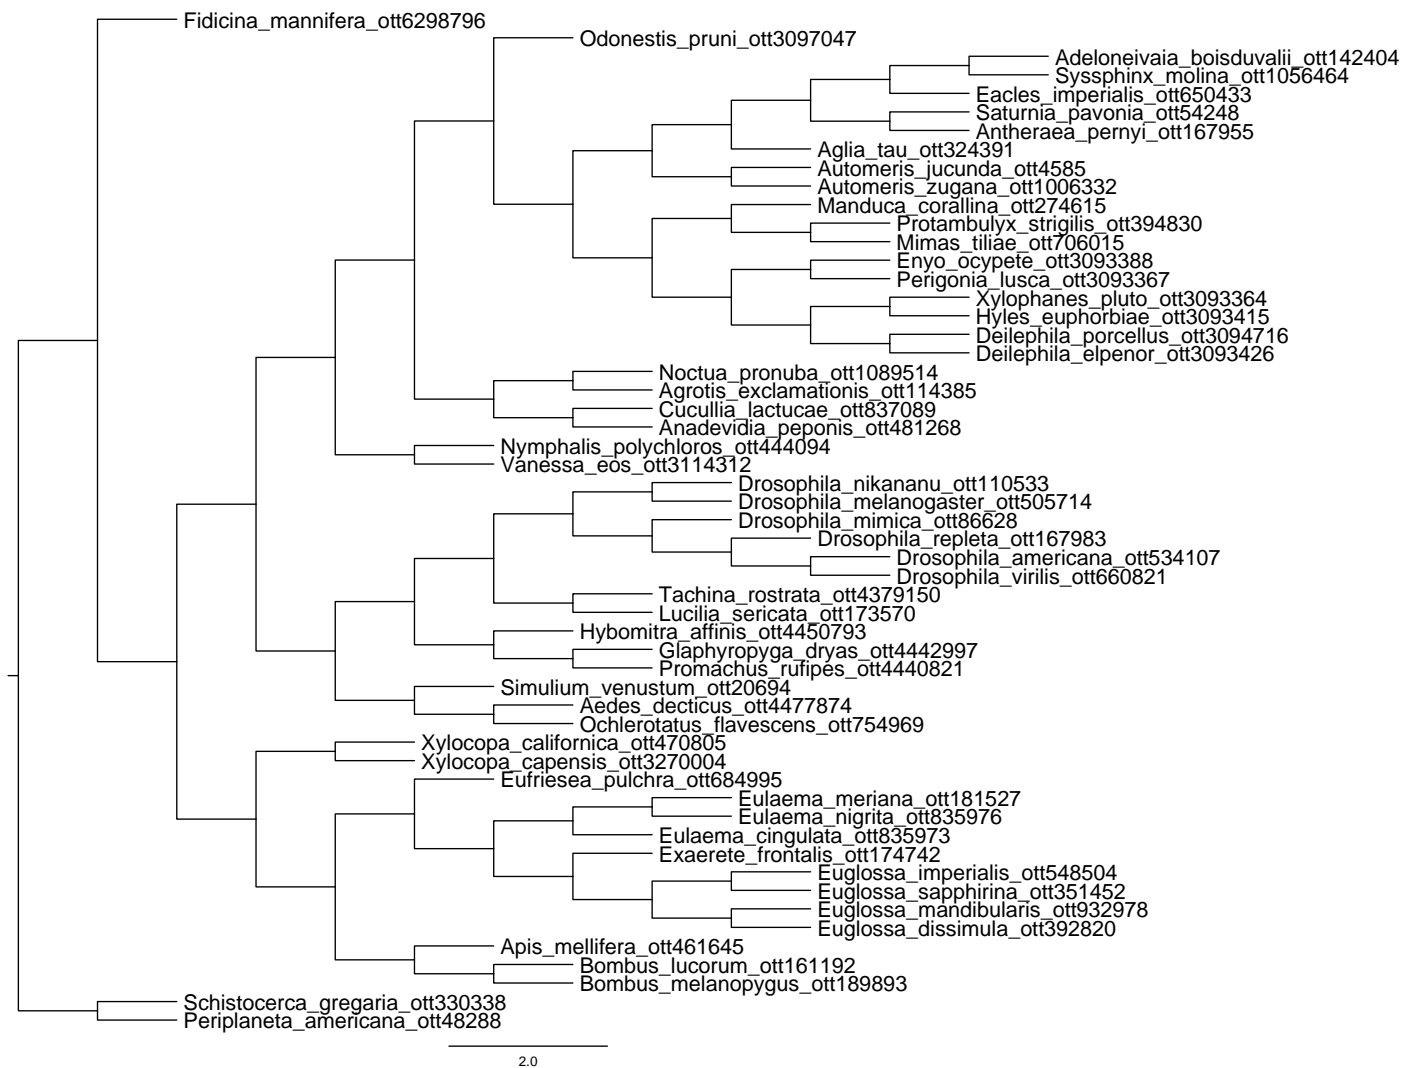 Fidicina_mannifera_ott6298796
Odonestis_pruni_ott3097047
Adeloneivaia_boisduvalii_ott142404
Syssphinx_molina_ott1056464
Eacles_imperialis_ott650433
Saturnia_pavonia_ott54248
Antheraea_pernyi_ott167955
Aglia_tau_ott324391
Automeris_jucunda_ott4585
Automeris_zugana_ott1006332
Manduca_corallina_ott274615
Protambulyx_strigilis_ott394830
Mimas_tiliae_ott706015
Enyo_ocypete_ott3093388
Perigonia_lusca_ott3093367
Xylophanes_pluto_ott3093364
Hyles_euphorbiae_ott3093415
Deilephila_porcellus_ott3094716
Deilephila_elpenor_ott3093426
Noctua_pronuba_ott1089514
Agrotis_exclamationis_ott114385
Cucullia_lactucae_ott837089
Anadevidia_peponis_ott481268
Nymphalis_polychloros_ott444094
Vanessa_eos_ott3114312
Drosophila_nikananu_ott110533
Drosophila_melanogaster_ott505714
Drosophila_mimica_ott86628
Drosophila_repleta_ott167983
Drosophila_americana_ott534107
Drosophila_virilis_ott660821
Tachina_rostrata_ott4379150
Lucilia_sericata_ott173570
Hybomitra_affinis_ott4450793
Glaphyropyga_dryas_ott4442997
Promachus_rufipes_ott4440821
Simulium_venustum_ott20694
Aedes_decticus_ott4477874
Ochlerotatus_flavescens_ott754969
Xylocopa_californica_ott470805
Xylocopa_capensis_ott3270004
Eufriesea_pulchra_ott684995
Eulaema_meriana_ott181527
Eulaema_nigrita_ott835976
Eulaema_cingulata_ott835973
Exaerete_frontalis_ott174742
Euglossa_imperialis_ott548504
Euglossa_sapphirina_ott351452
Euglossa_mandibularis_ott932978
Euglossa_dissimula_ott392820
Apis_mellifera_ott461645
Bombus_lucorum_ott161192
Bombus_melanopygus_ott189893
Schistocerca_gregaria_ott330338
Periplaneta_americana_ott48288
2.0